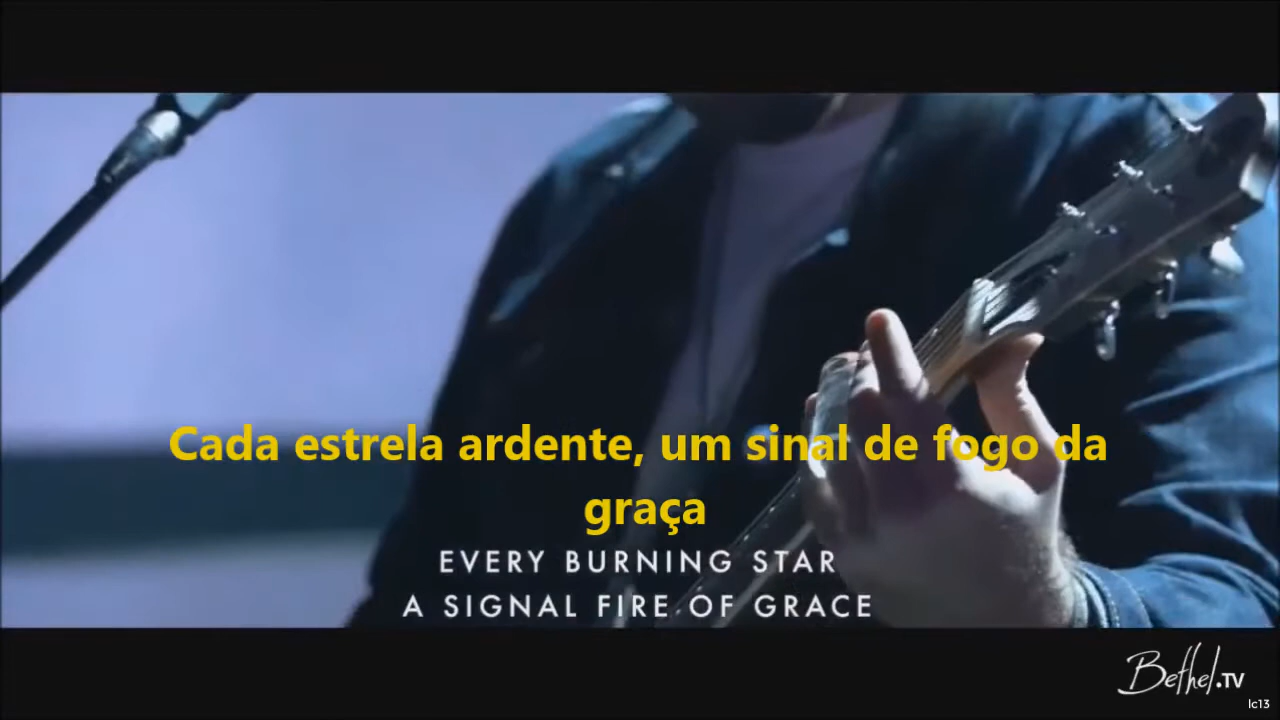 Cada estrela ardente, um sinal de fogo da
graça
EVERY BURNING STAR
A SIGNAL FIRE OF GRACE
Bethel.TV
lc13